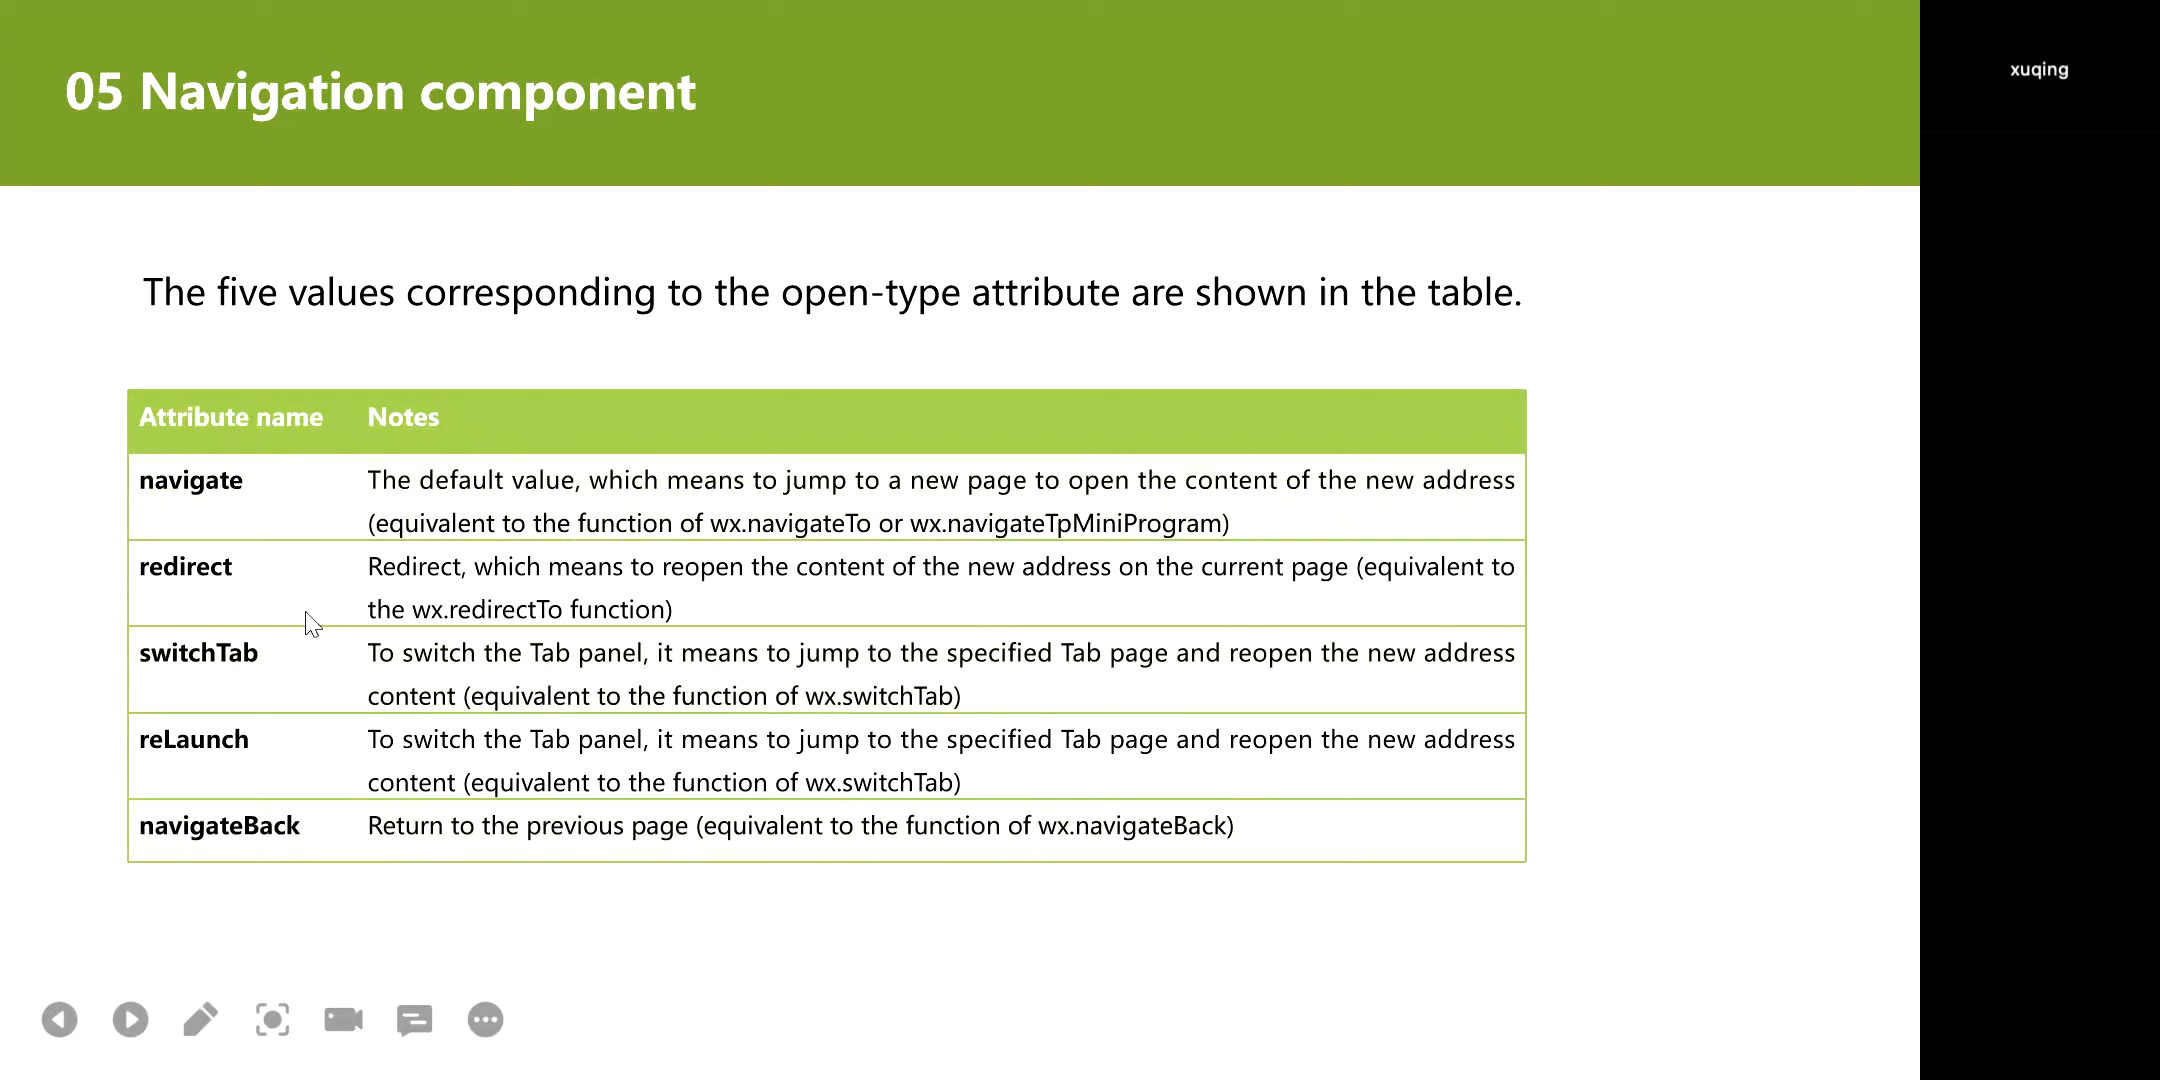 05 Navigation component
xuqing
The five values corresponding to the open-type attribute are shown in the table.
Attribute name Notes
navigate The default value, which means to jump to a new page to open the content of the new address
(equivalent to the function of wx.navigateTo or wx.navigateTpMiniProgram)
redirect Redirect, which means to reopen the content of the new address on the current page (equivalent to
the wx.redirectTo function)
switchTab To switch the Tab panel, it means to jump to the specified Tab page and reopen the new address
content (equivalent to the function of wx.switchTab)
reLaunch To switch the Tab panel, it means to jump to the specified Tab page and reopen the new address
content (equivalent to the function of wx.switchTab)
navigateBack Return to the previous page (equivalent to the function of wx.navigateBack)